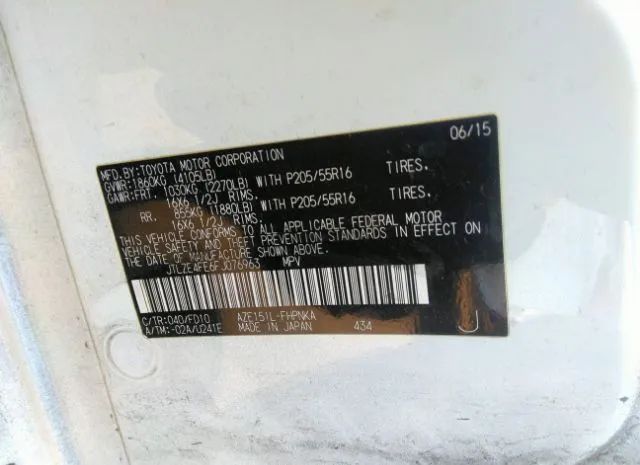 06/15
MFD.BY:TOYOTA MOTOR CORPORATION
GVWR:1860KG (4105LB)
GAWR:FRT. 1030KG (2270LB) WITH P205/55R16 TIRES.
16X6 1/2J RIMS,
RR. 855KG (1880LB) WITH P205/55R16 TIRES.
16X6 1/2J RIMS.
THIS VEHICLE CONFORMS TO ALL APPLICABLE FEDERAL MOTOR
VEHICLE SAFETY AND THEFT PREVENTION STANDARDS IN EFFECT ON
THE DATE OF MANUFACTURE SHOWN ABOVE.
JTLZE4FE6FJ076963 MPV
C/TR:040/FD10 AZE151L-FHPNKA
A/TM:-02A/U241E MADE IN JAPAN 434
J